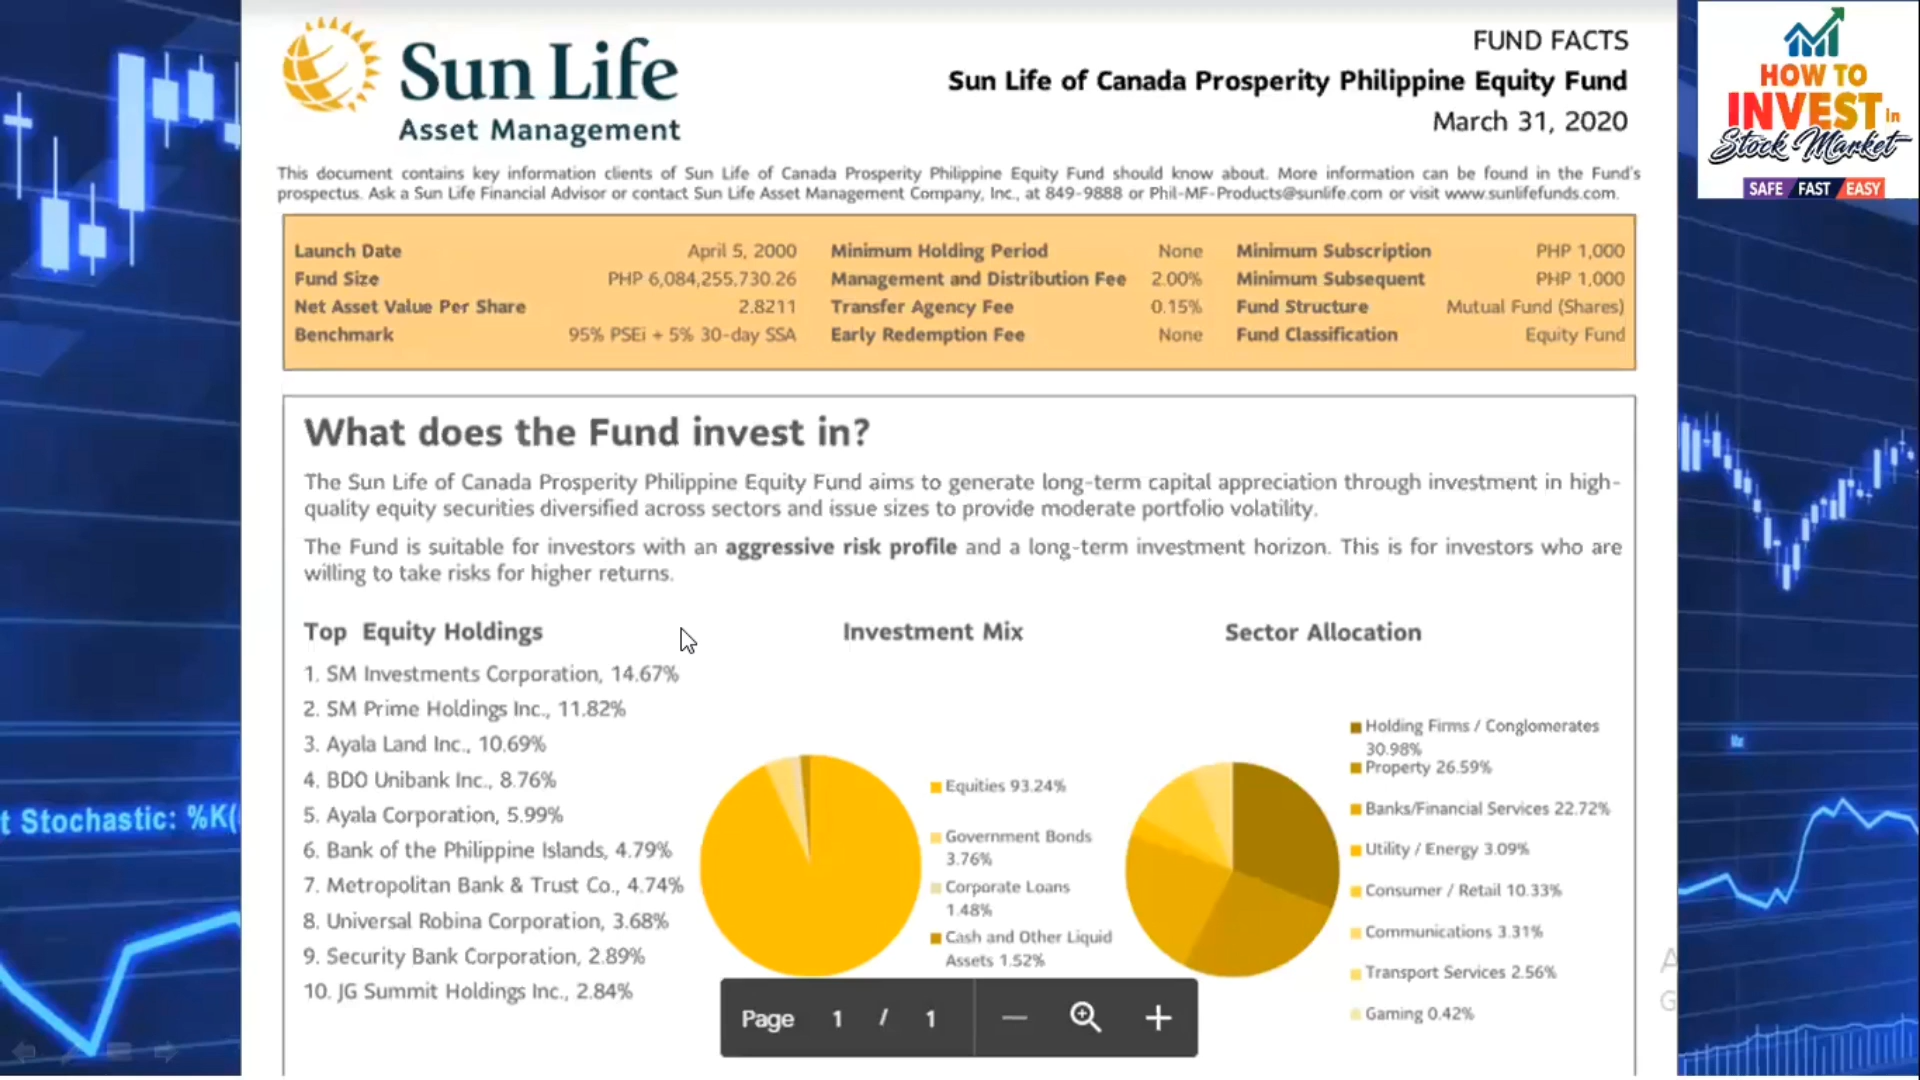 Sun Life
Asset Management
FUND FACTS
Sun Life of Canada Prosperity Philippine Equity Fund
March 31, 2020
HOW TO
INVEST in
Stock Market
SAFE FAST EASY
This document contains key information clients of Sun Life of Canada Prosperity Philippine Equity Fund should know about. More information can be found in the Fund's
prospectus. Ask a Sun Life Financial Advisor or contact Sun Life Asset Management Company, Inc., at 849-9888 or Phil-MF-Products@sunlife.com or visit www.sunlifefunds.com.
Launch Date April 5, 2000 Minimum Holding Period None Minimum Subscription PHP 1,000
Fund Size PHP 6,084,255,730.26 Management and Distribution Fee 2.00% Minimum Subsequent PHP 1,000
Net Asset Value Per Share 2.8211 Transfer Agency Fee 0.15% Fund Structure Mutual Fund (Shares)
Benchmark 95% PSEi + 5% 30-day SSA Early Redemption Fee None Fund Classification Equity Fund
What does the Fund invest in?
The Sun Life of Canada Prosperity Philippine Equity Fund aims to generate long-term capital appreciation through investment in high-
quality equity securities diversified across sectors and issue sizes to provide moderate portfolio volatility.
The Fund is suitable for investors with an aggressive risk profile and a long-term investment horizon. This is for investors who are
willing to take risks for higher returns.
Top Equity Holdings
1. SM Investments Corporation, 14.67%
2. SM Prime Holdings Inc., 11.82%
3. Ayala Land Inc., 10.69%
4. BDO Unibank Inc., 8.76%
5. Ayala Corporation, 5.99%
6. Bank of the Philippine Islands, 4.79%
7. Metropolitan Bank & Trust Co., 4.74%
8. Universal Robina Corporation, 3.68%
9. Security Bank Corporation, 2.89%
10. JG Summit Holdings Inc., 2.84%
Investment Mix
Equities 93.24%
Government Bonds
3.76%
Corporate Loans
1.48%
Cash and Other Liquid
Assets 1.52%
Sector Allocation
Holding Firms / Conglomerates
30.98%
Property 26.59%
Banks/Financial Services 22.72%
Utility / Energy 3.09%
Consumer / Retail 10.33%
Communications 3.31%
Transport Services 2.56%
Gaming 0.42%
t Stochastic: %K(
Page 1 / 1